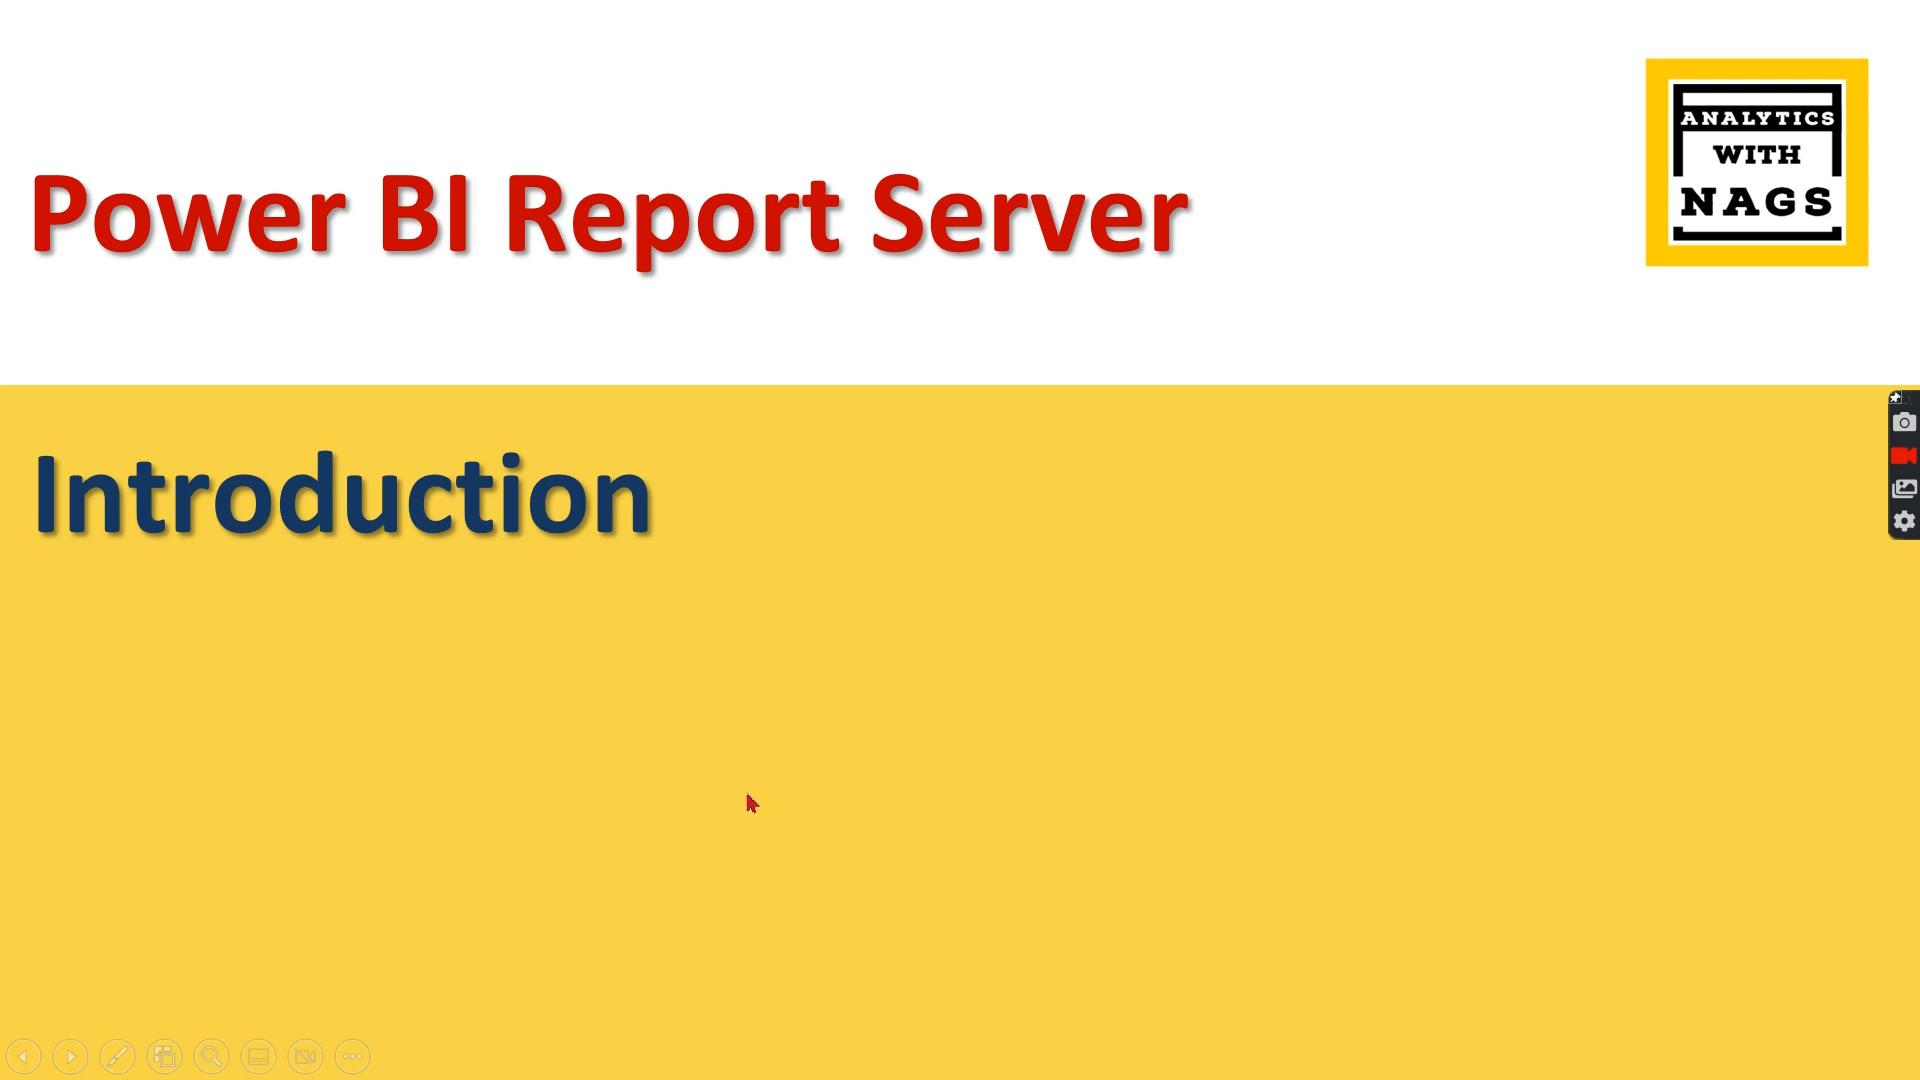 Power BI Report Server
ANALYTICS
WITH
NAGS
Introduction